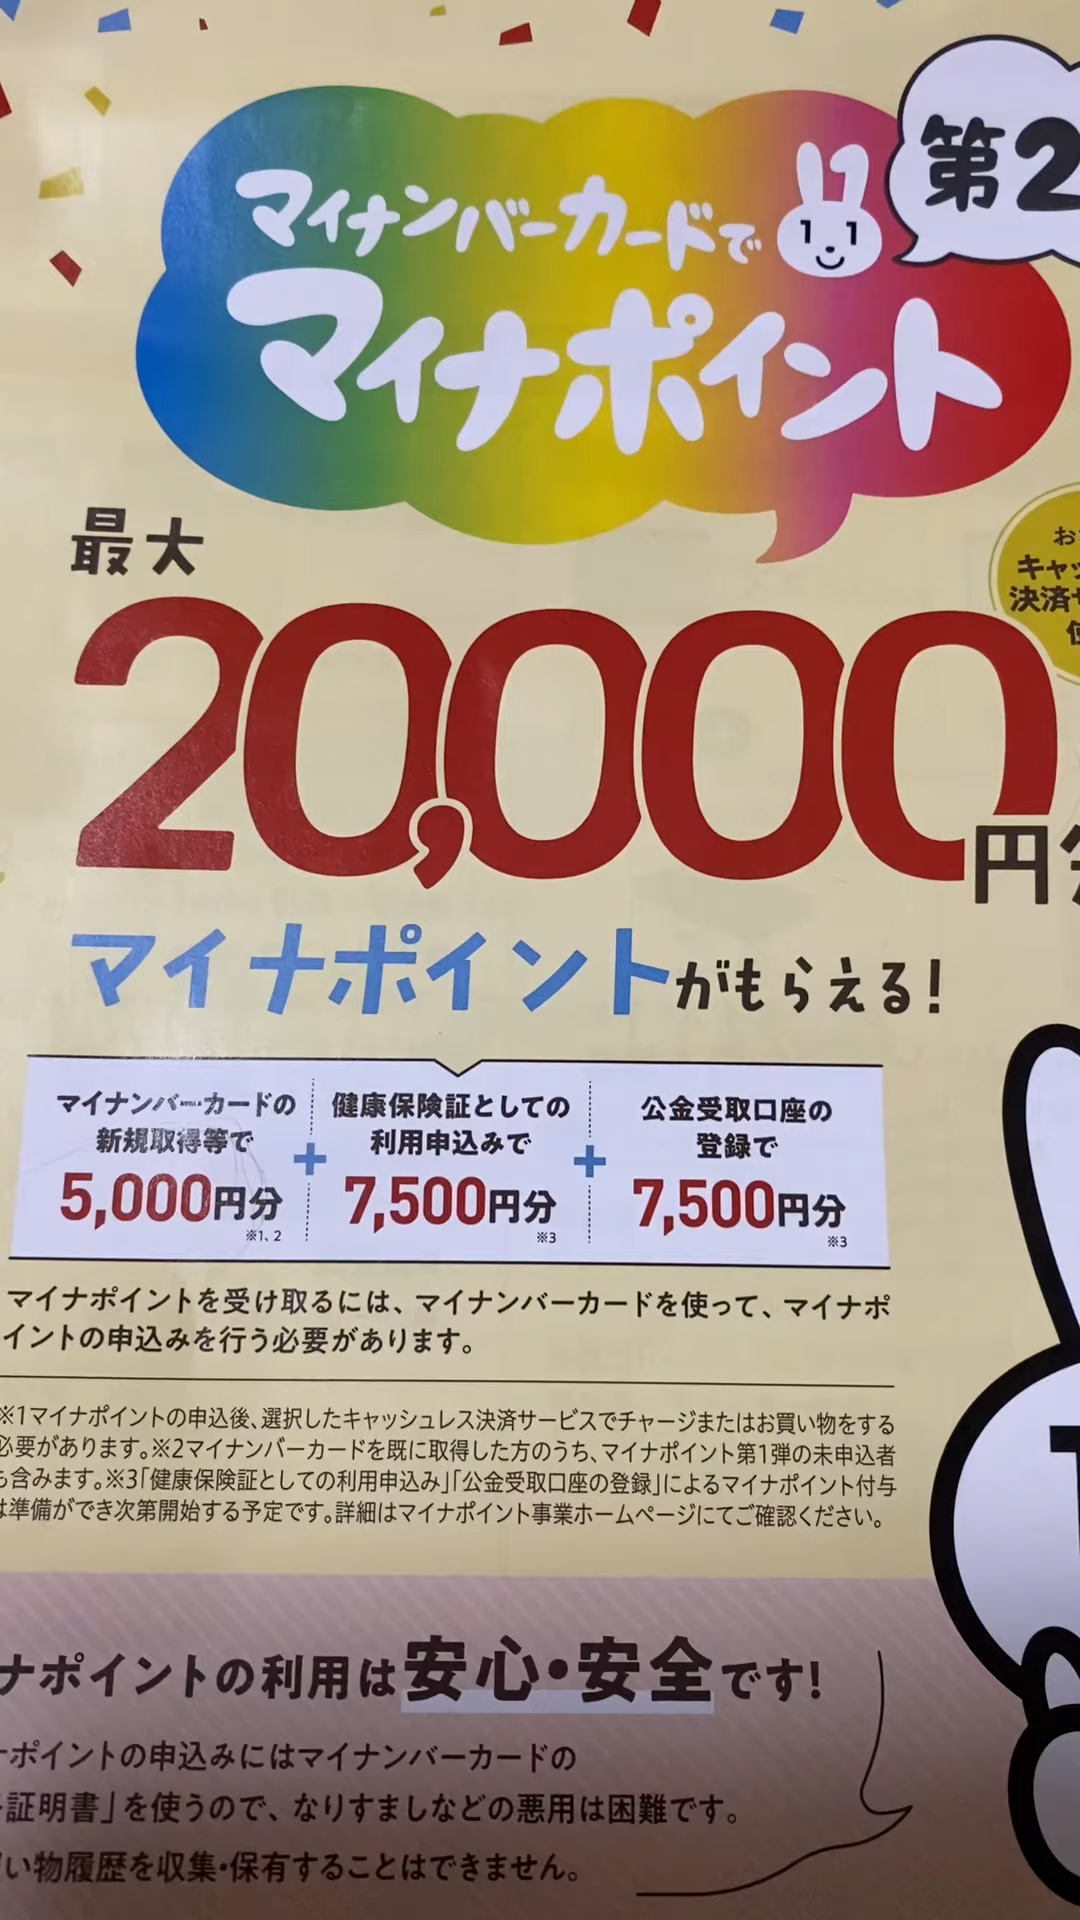 マイナンバーカードで
第2
マイナポイント
最大
20,000円分
キャッ
決済サ
マイナポイントがもらえる!
マイナンバーカードの
新規取得等で
5,000円分
※1、2
+
健康保険証としての
利用申込みで
7,500円分
※3
+
公金受取口座の
登録で
7,500円分
※3
マイナポイントを受け取るには、マイナンバーカードを使って、マイナポ
イントの申込みを行う必要があります。
※1マイナポイントの申込後、選択したキャッシュレス決済サービスでチャージまたはお買い物をする
必要があります。※2マイナンバーカードを既に取得した方のうち、マイナポイント第1弾の未申込者
も含みます。※3「健康保険証としての利用申込み」「公金受取口座の登録」によるマイナポイント付与
は準備ができ次第開始する予定です。詳細はマイナポイント事業ホームページにてご確認ください。
ナポイントの利用は安心・安全です!
ナポイントの申込みにはマイナンバーカードの
証明書」を使うので、なりすましなどの悪用は困難です。
い物履歴を収集・保有することはできません。